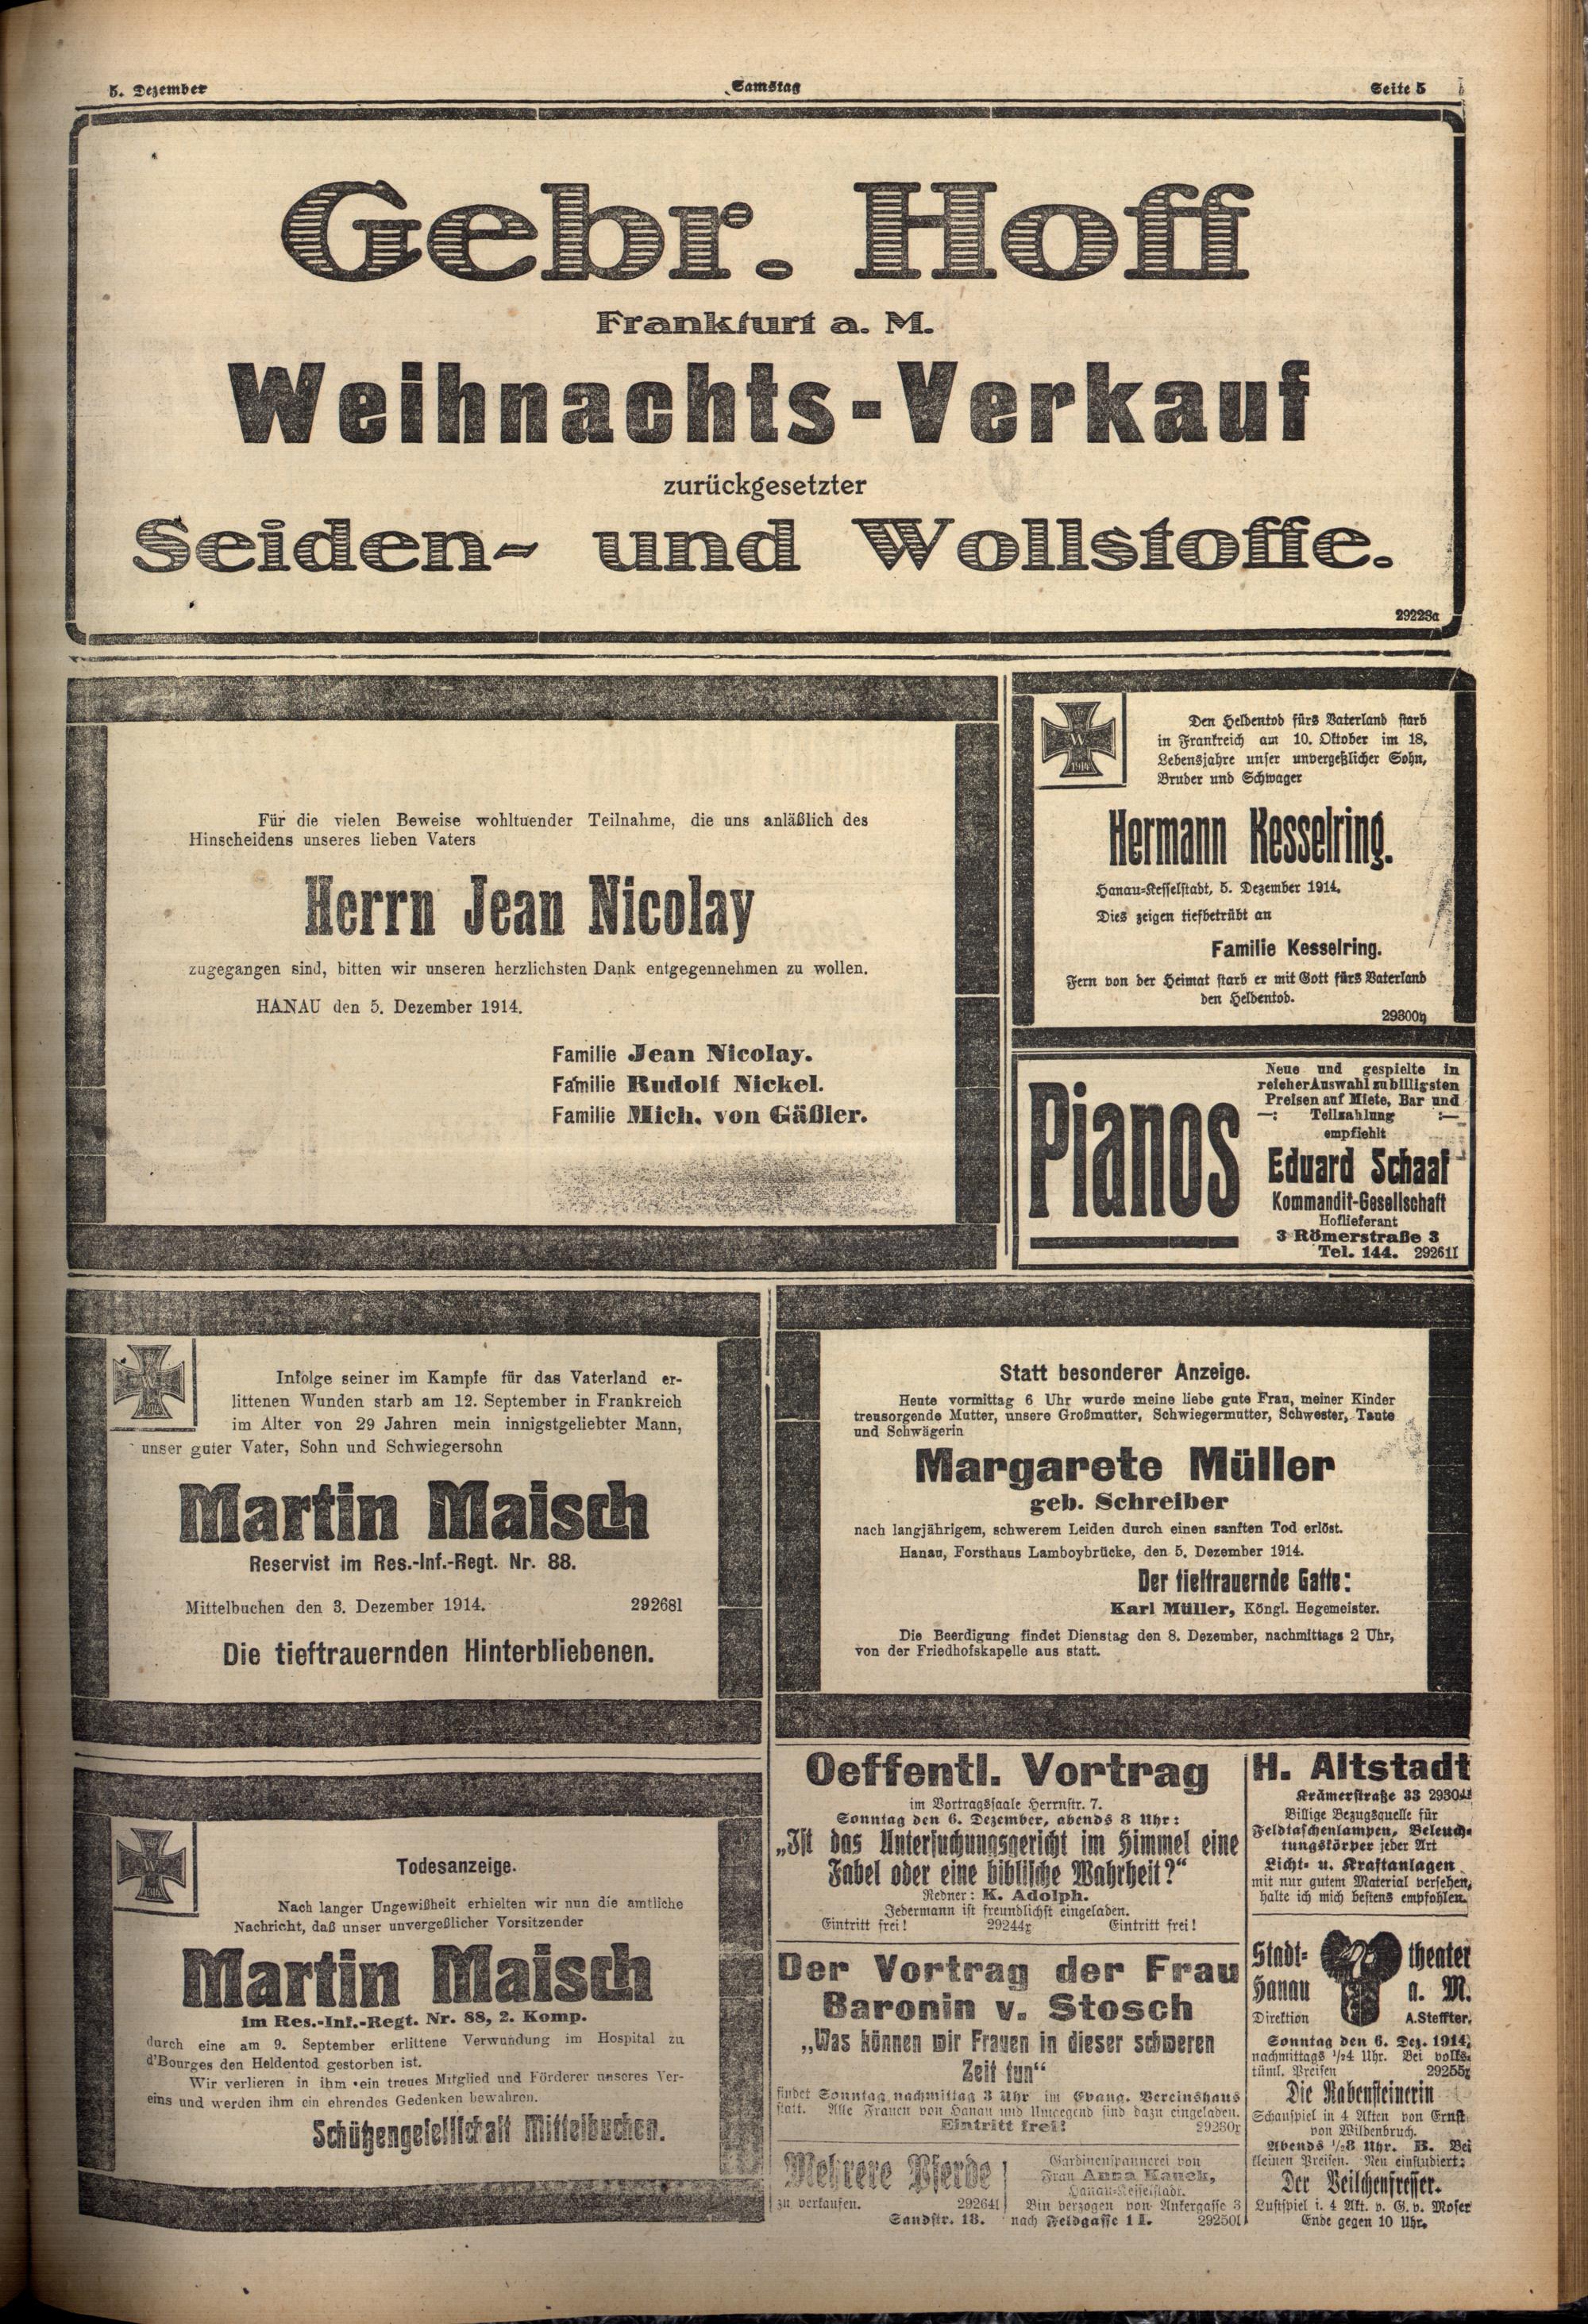 5. Dezember
Samstag
Seite 5
Gebr. Hoff
Frankfurt a. M.
Weihnachts-Verkauf
zurückgesetzter
Seiden- und Wollstoffe.
29223a
Für die vielen Beweise wohltuender Teilnahme, die uns anläßlich des
Hinscheidens unseres lieben Vaters
Herrn Jean Nicolay
zugegangen sind, bitten wir unseren herzlichsten Dank entgegennehmen zu wollen.
HANAU den 5. Dezember 1914.
Familie Jean Nicolay.
Familie Rudolf Nickel.
Familie Mich. von Gäßler.
Den Heldentod fürs Vaterland starb
in Frankreich am 10. Oktober im 18.
Lebensjahre unser unvergeßlicher Sohn,
Bruder und Schwager
Hermann Kesselring.
Hanau-Kesselstadt, 5. Dezember 1914.
Dies zeigen tiefbetrübt an
Familie Kesselring.
Fern von der Heimat starb er mit Gott fürs Vaterland
den Heldentod.
29300y
Pianos
Neue und gespielte in
reicher Auswahl zu billigsten
Preisen auf Miete, Bar und
—: Teilzahlung :—
empfiehlt
Eduard Schaaf
Kommandit-Gesellschaft
Hoflieferant
3 Römerstraße 3
Tel. 144. 29261l
W
1914
Infolge seiner im Kampfe für das Vaterland er-
littenen Wunden starb am 12. September in Frankreich
im Alter von 29 Jahren mein innigstgeliebter Mann,
unser guter Vater, Sohn und Schwiegersohn
Martin Maisch
Reservist im Res.-Inf.-Regt. Nr. 88.
Mittelbuchen den 3. Dezember 1914. 29268l
Die tieftrauernden Hinterbliebenen.
Statt besonderer Anzeige.
Heute vormittag 6 Uhr wurde meine liebe gute Frau, meiner Kinder
treusorgende Mutter, unsere Großmutter, Schwiegermutter, Schwester, Tante
und Schwägerin
Margarete Müller
geb. Schreiber
nach langjährigem, schwerem Leiden durch einen sanften Tod erlöst.
Hanau, Forsthaus Lamboybrücke, den 5. Dezember 1914.
Der tieftrauernde Gatte:
Karl Müller, Köngl. Hegemeister.
Die Beerdigung findet Dienstag den 8. Dezember, nachmittags 2 Uhr,
von der Friedhofskapelle aus statt.
Todesanzeige.
Nach langer Ungewißheit erhielten wir nun die amtliche
Nachricht, daß unser unvergeßlicher Vorsitzender
Martin Maisch
im Res.-Inf.-Regt. Nr. 88, 2. Komp.
durch eine am 9. September erlittene Verwundung im Hospital zu
d'Bourges den Heldentod gestorben ist.
Wir verlieren in ihm ein treues Mitglied und Förderer unseres Ver-
eins und werden ihm ein ehrendes Gedenken bewahren.
Schützengesellschaft Mittelbuchen.
Oeffentl. Vortrag
im Vortragssaale Herrnstr. 7.
Sonntag den 6. Dezember, abends 8 Uhr:
„Ist das Untersuchungsgericht im Himmel eine
Fabel oder eine biblische Wahrheit?“
Redner: K. Adolph.
Jedermann ist freundlichst eingeladen.
Eintritt frei! 29244x Eintritt frei!
Der Vortrag der Frau
Baronin v. Stosch
„Was können wir Frauen in dieser schweren
Zeit tun“
findet Sonntag nachmittag 3 Uhr im Evang. Vereinshaus
statt. Alle Frauen von Hanau und Umgegend sind dazu eingeladen.
Eintritt frei! 29230x
Mehrere Pferde
zu verkaufen. 29264l
Sandstr. 18.
Gardinenspannerei von
Frau Anna Kauck,
Hanau-Kesselstadt.
Bin verzogen von Ankergasse 3
nach Feldgasse 1 I. 29250l
H. Altstadt
Krämerstraße 33
Billige Bezugsquelle für
Feldtaschenlampen, Beleuch-
tungskörper jeder Art
Licht- u. Kraftanlagen
mit nur gutem Material versehen,
halte ich mich bestens empfohlen.
Stadt- theater
Hanau a. M.
Direktion A. Steffter.
Sonntag den 6. Dez. 1914,
nachmittags ½4 Uhr. Bei volks-
tüml. Preisen 29255x
Die Rabensteinerin
Schauspiel in 4 Akten von Ernst
von Wildenbruch.
Abends ½8 Uhr. B. Bei
kleinen Preisen. Neu einstudiert:
Der Veilchenfresser.
Lustspiel i. 4 Akt. v. G. v. Moser
Ende gegen 10 Uhr.